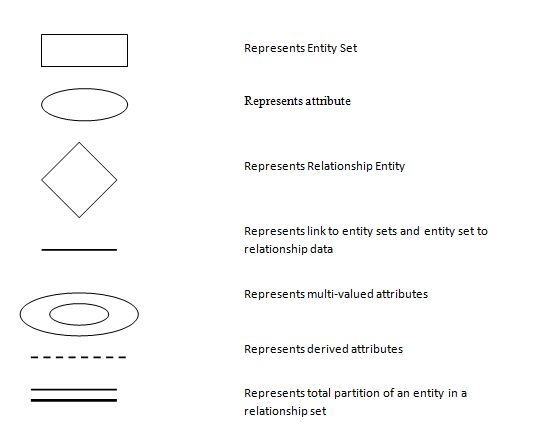 Represents Entity Set
Represents attribute
Represents Relationship Entity
Represents link to entity sets and entity set to
relationship data
Represents multi-valued attributes
Represents derived attributes
Represents total partition of an entity in a
relationship set